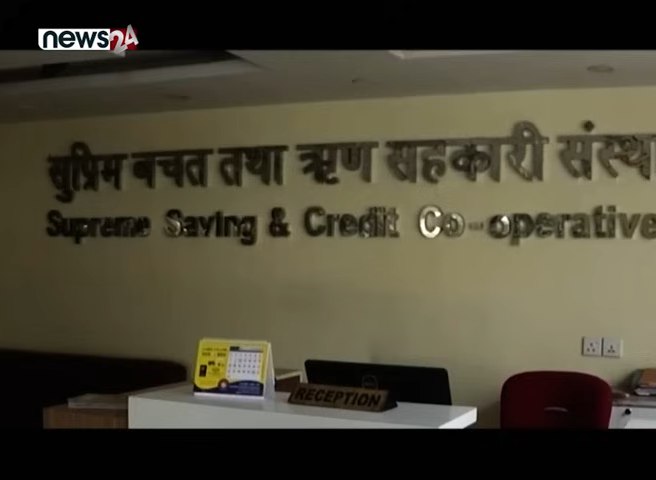 news24
सुप्रिम बचत तथा ऋण सहकारी संस्था
Supreme Saving & Credit Co-operative
RECEPTION